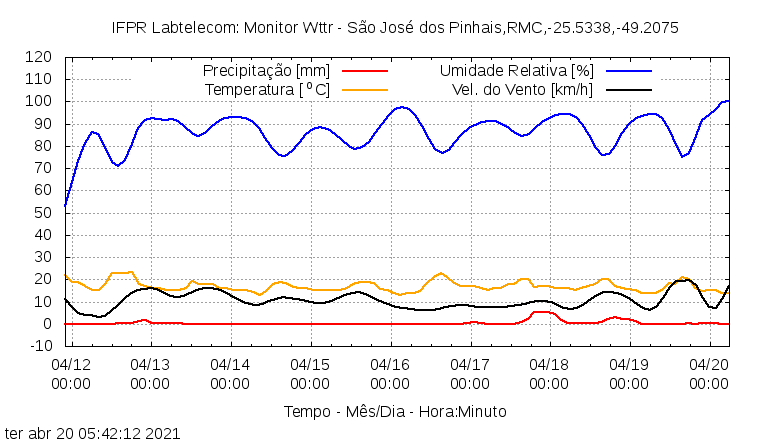 IFPR Labtelecom: Monitor Wttr - São José dos Pinhais,RMC,-25.5338,-49.2075
Precipitação [mm]
Temperatura [⁰C]
Umidade Relativa [%]
Vel. do Vento [km/h]
120
110
100
90
80
70
60
50
40
30
20
10
0
-10
04/12 04/13 04/14 04/15 04/16 04/17 04/18 04/19 04/20
00:00 00:00 00:00 00:00 00:00 00:00 00:00 00:00 00:00
Tempo - Mês/Dia - Hora:Minuto
ter abr 20 05:42:12 2021